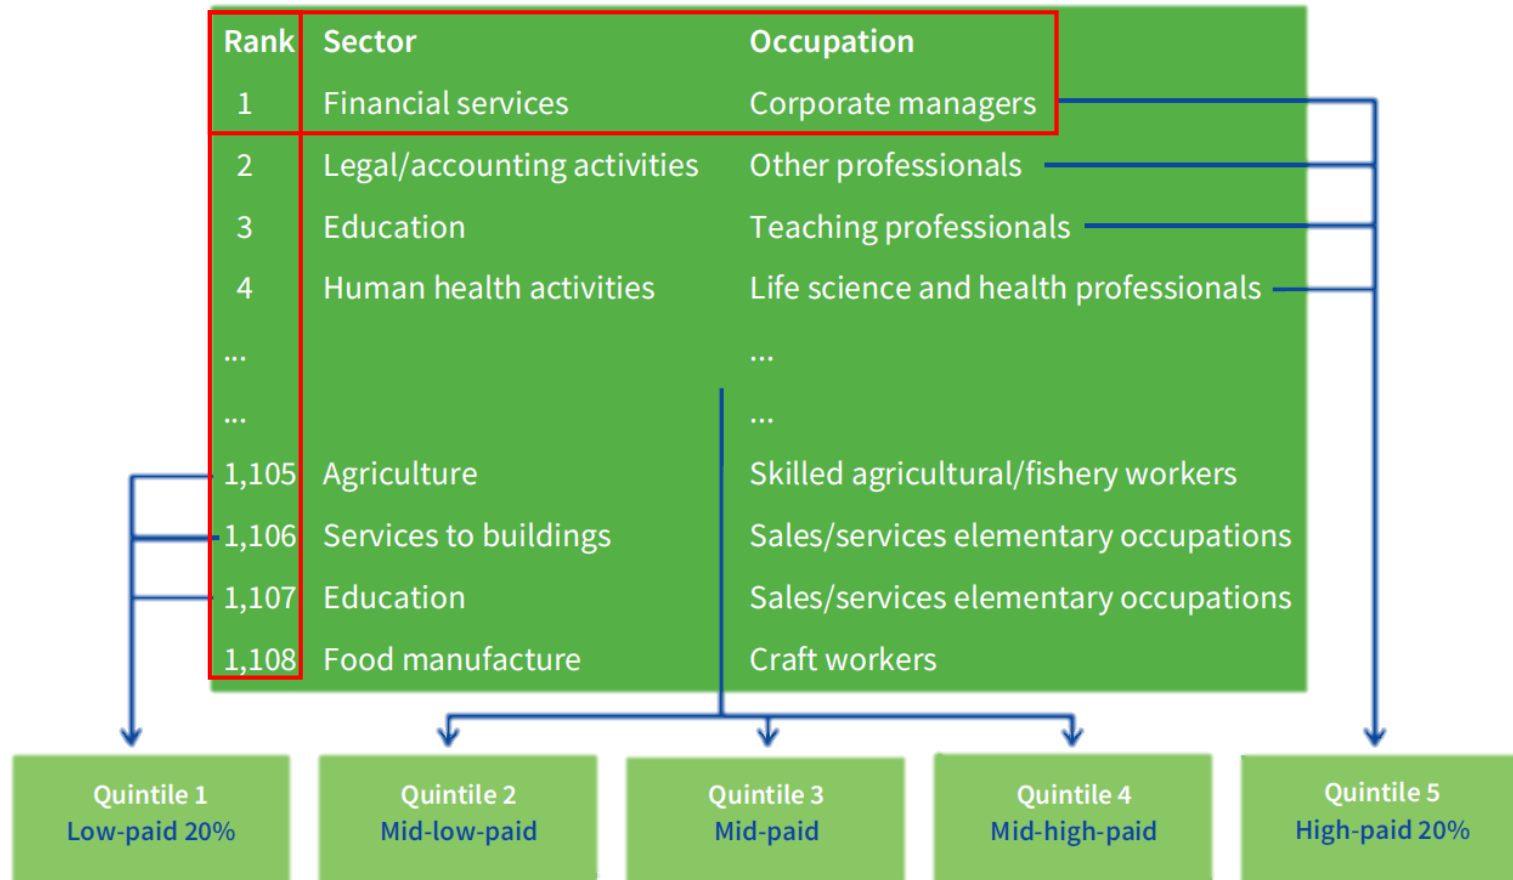 Rank Sector Occupation
1 Financial services Corporate managers
2 Legal/accounting activities Other professionals
3 Education Teaching professionals
4 Human health activities Life science and health professionals
... ...
... ...
1,105 Agriculture Skilled agricultural/fishery workers
1,106 Services to buildings Sales/services elementary occupations
1,107 Education Sales/services elementary occupations
1,108 Food manufacture Craft workers
Quintile 1
Low-paid 20%
Quintile 2
Mid-low-paid
Quintile 3
Mid-paid
Quintile 4
Mid-high-paid
Quintile 5
High-paid 20%